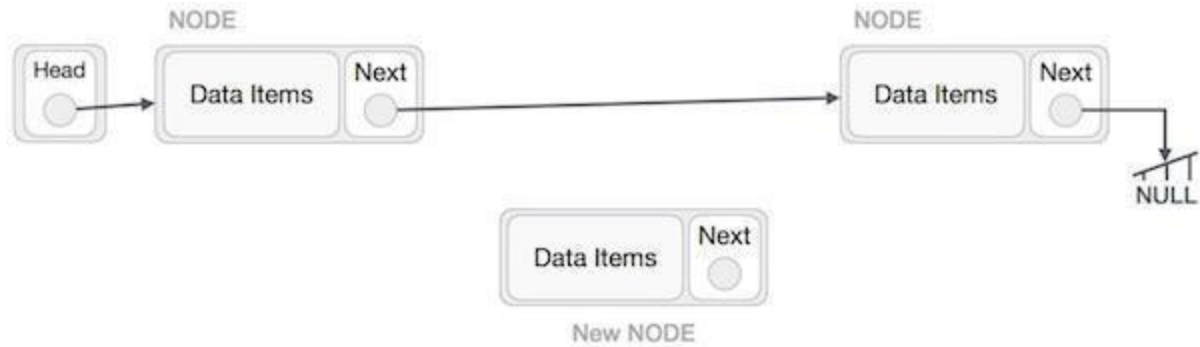 NODE
NODE
Head
Data Items
Next
Data Items
Next
NULL
Data Items
Next
New NODE